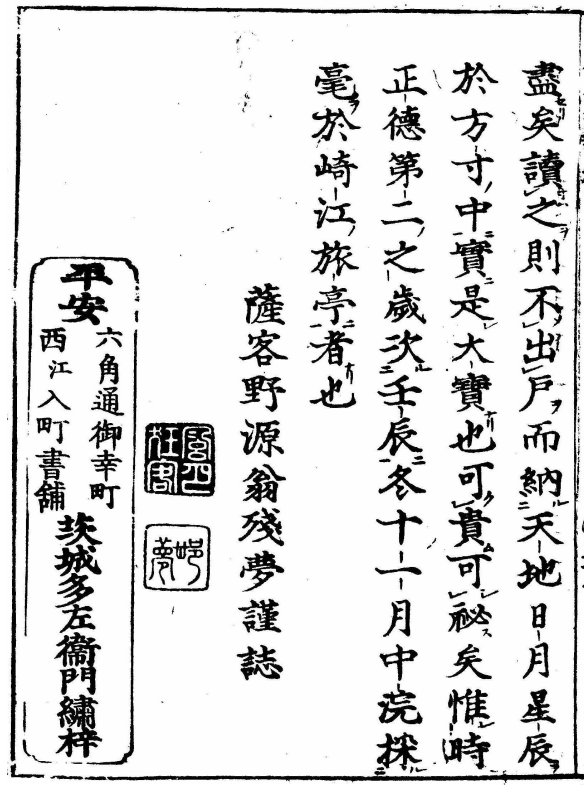 盡矣讀之則不出戶而納天地日月星辰
於方寸中實是大寶也可貴可祕矣惟時
正德第二之歲次壬辰冬十一月中浣採
毫於崎江旅亭者也
薩客野源翁殘夢謹誌
平安
六角通御幸町
西江入町書舖
茨城多左衞門繡梓